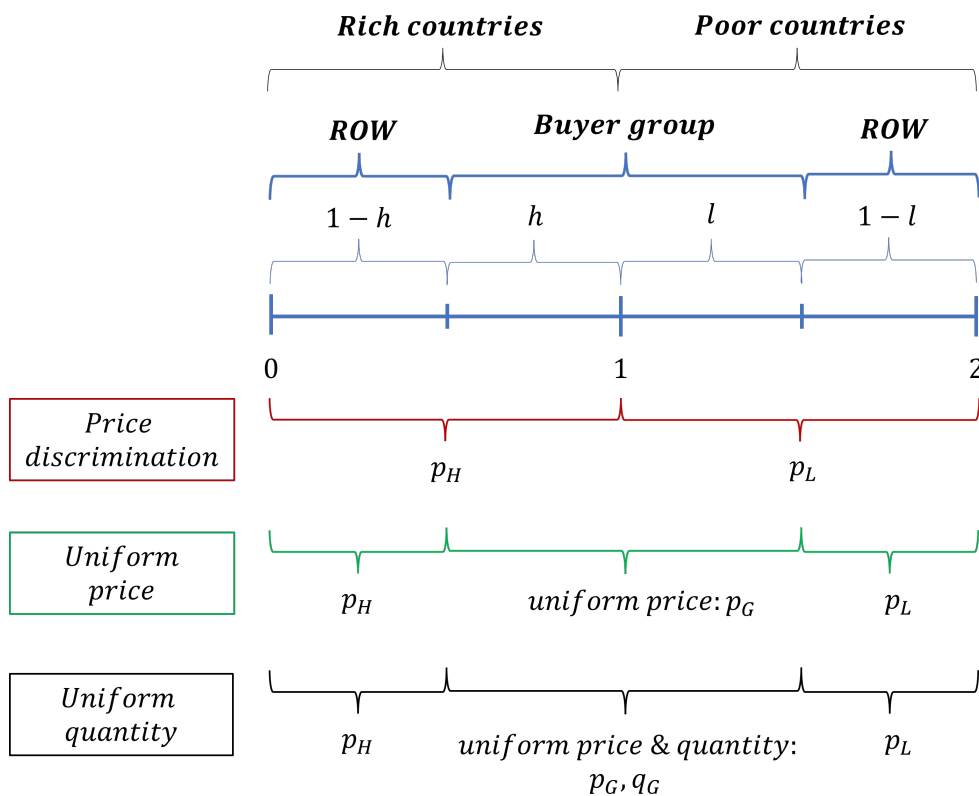 Rich countries Poor countries
ROW Buyer group ROW
1 − h h l 1 − l
0 1 2
Price
discrimination
p_H p_L
Uniform
price
p_H uniform price: p_G p_L
Uniform
quantity
p_H uniform price & quantity: p_L
p_G, q_G